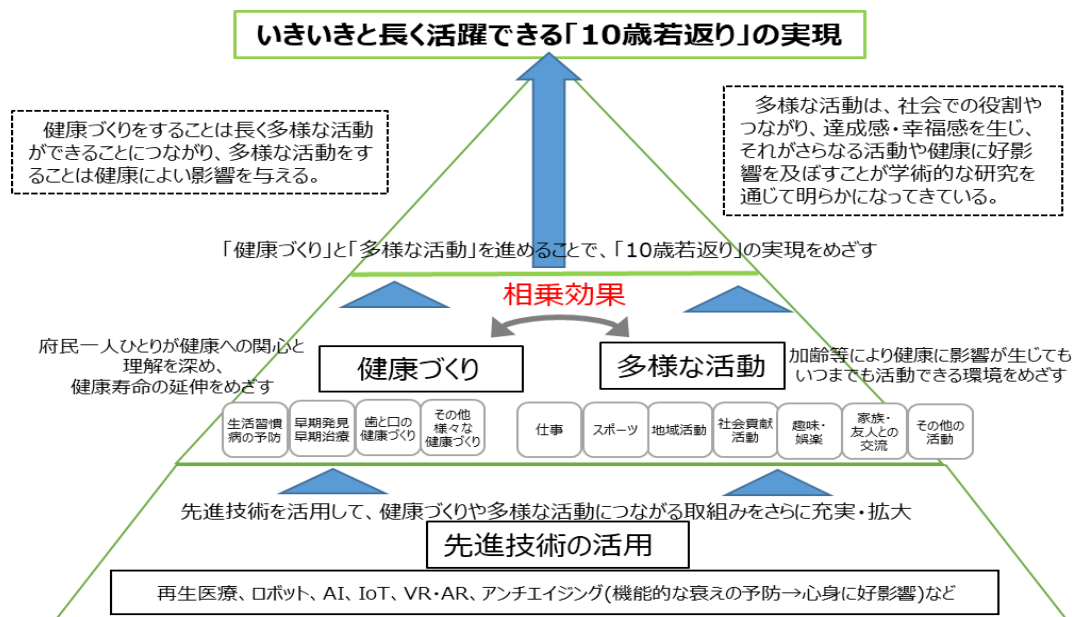 いきいきと長く活躍できる「10歳若返り」の実現
健康づくりをすることは長く多様な活動
ができることにつながり、多様な活動をす
ることは健康によい影響を与える。
多様な活動は、社会での役割や
つながり、達成感・幸福感を生じ、
それがさらなる活動や健康に好影
響を及ぼすことが学術的な研究を
通じて明らかになってきている。
「健康づくり」と「多様な活動」を進めることで、「10歳若返り」の実現をめざす
相乗効果
府民一人ひとりが健康への関心と
理解を深め、
健康寿命の延伸をめざす
健康づくり
多様な活動
加齢等により健康に影響が生じても
いつまでも活動できる環境をめざす
生活習慣
病の予防
早期発見
早期治療
歯と口の
健康づくり
その他
様々な
健康づくり
仕事
スポーツ
地域活動
社会貢献
活動
趣味・
娯楽
家族・
友人との
交流
その他の
活動
先進技術を活用して、健康づくりや多様な活動につながる取組みをさらに充実・拡大
先進技術の活用
再生医療、ロボット、AI、IoT、VR・AR、アンチエイジング(機能的な衰えの予防→心身に好影響)など